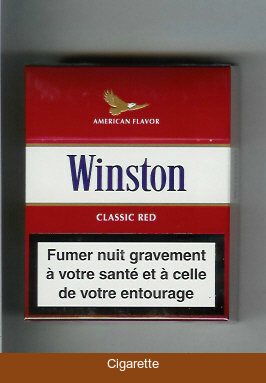 AMERICAN FLAVOR
Winston
CLASSIC RED
Fumer nuit gravement
à votre santé et à celle
de votre entourage
Cigarette